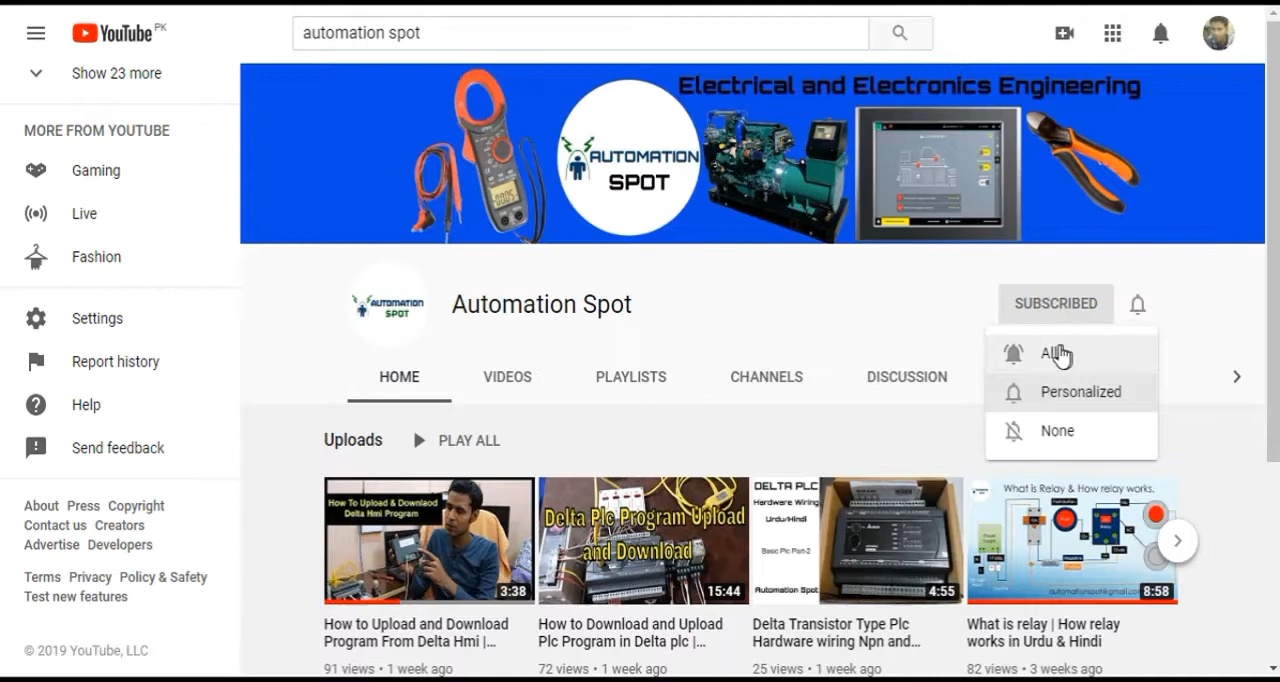 YouTube PK
automation spot
Show 23 more
MORE FROM YOUTUBE
Gaming
Live
Fashion
Settings
Report history
Help
Send feedback
About Press Copyright
Contact us Creators
Advertise Developers
Terms Privacy Policy & Safety
Test new features
© 2019 YouTube, LLC
Electrical and Electronics Engineering
AUTOMATION
SPOT
AUTOMATION
SPOT
Automation Spot
SUBSCRIBED
All
Personalized
None
HOME VIDEOS PLAYLISTS CHANNELS DISCUSSION
Uploads PLAY ALL
How To Upload & Downlaod
Delta Hmi Program
3:38
Delta Plc Program Upload
and Download
15:44
DELTA PLC
Hardware Wiring
Urdu/Hindi
Basic Plc Part-2
Automation Spot
4:55
What is Relay & How relay works.
8:58
How to Upload and Download
Program From Delta Hmi |...
91 views • 1 week ago
How to Download and Upload
Plc Program in Delta plc |...
72 views • 1 week ago
Delta Transistor Type Plc
Hardware wiring Npn and...
25 views • 1 week ago
What is relay | How relay
works in Urdu & Hindi
82 views • 3 weeks ago